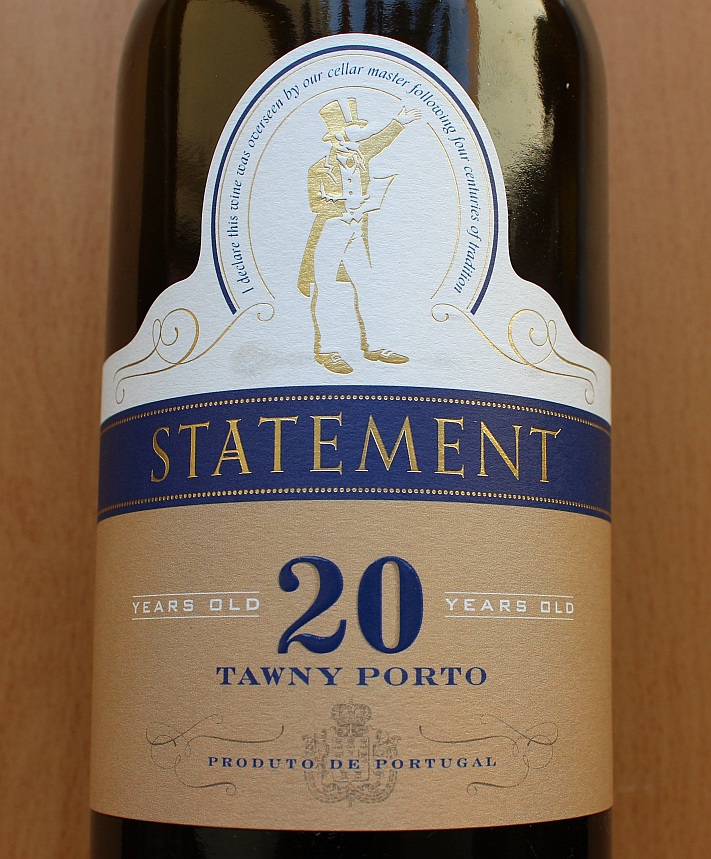 I declare this wine was overseen by our cellar master following four centuries of tradition
STATEMENT
YEARS OLD 20 YEARS OLD
TAWNY PORTO
PRODUTO DE PORTUGAL